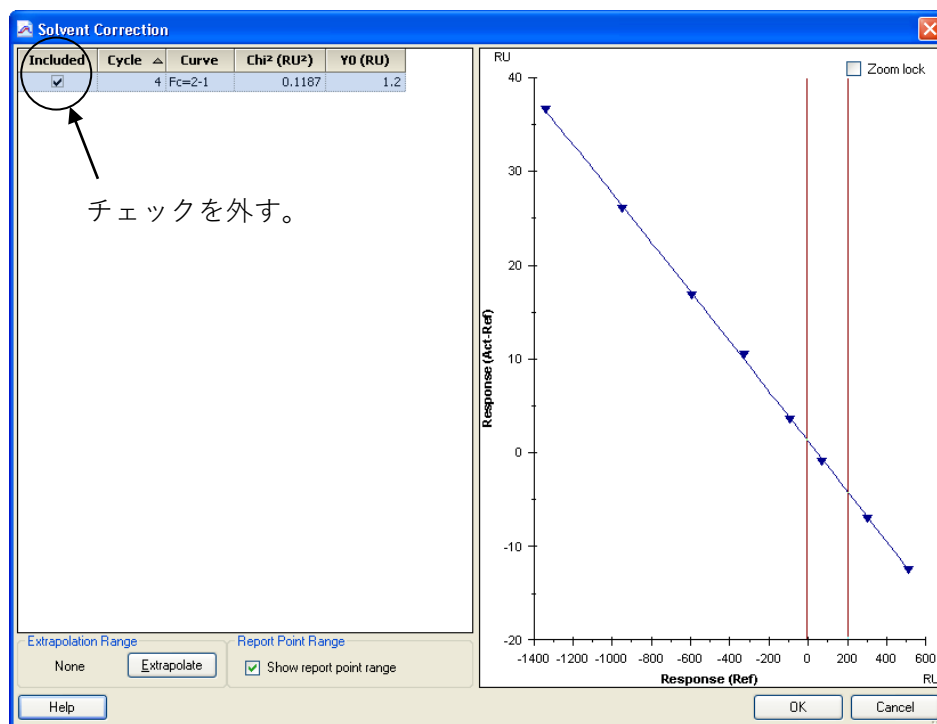 Solvent Correction
Included Cycle Curve Chi² (RU²) Y0 (RU)
4 Fc=2-1 0.1187 1.2
チェックを外す。
Extrapolation Range
None Extrapolate
Report Point Range
Show report point range
Help
RU
Zoom lock
40
30
20
10
0
-10
-20
Response (Act-Ref)
-1400 -1200 -1000 -800 -600 -400 -200 0 200 400 600
Response (Ref)
RU
OK Cancel